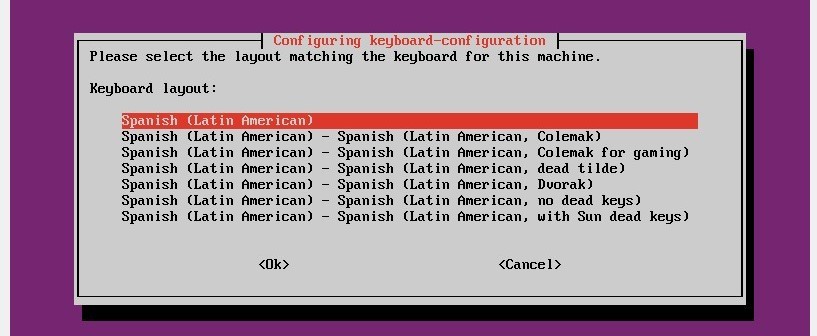 Configuring keyboard-configuration
Please select the layout matching the keyboard for this machine.
Keyboard layout:
Spanish (Latin American)
Spanish (Latin American) - Spanish (Latin American, Colemak)
Spanish (Latin American) - Spanish (Latin American, Colemak for gaming)
Spanish (Latin American) - Spanish (Latin American, dead tilde)
Spanish (Latin American) - Spanish (Latin American, Dvorak)
Spanish (Latin American) - Spanish (Latin American, no dead keys)
Spanish (Latin American) - Spanish (Latin American, with Sun dead keys)
<Ok> <Cancel>